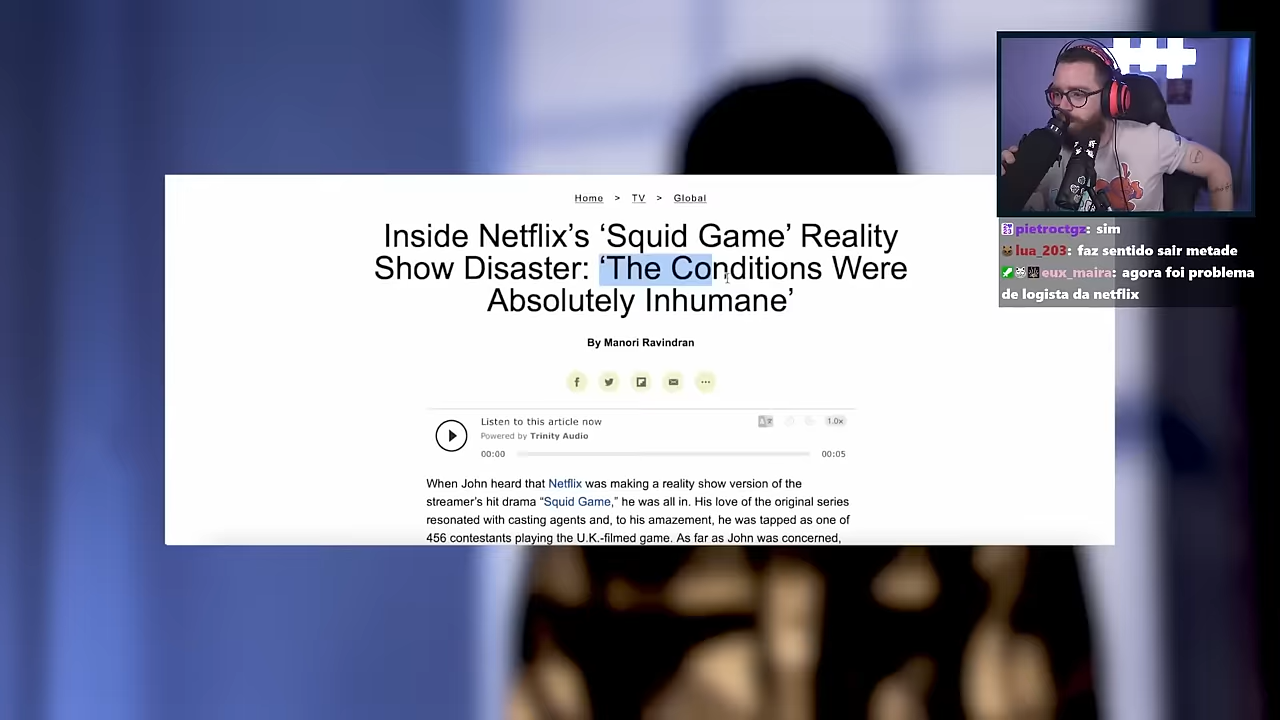 Home > TV > Global
Inside Netflix’s ‘Squid Game’ Reality
Show Disaster: ‘The Conditions Were
Absolutely Inhumane’
By Manori Ravindran
Listen to this article now
Powered by Trinity Audio
1.0x
00:00
00:05
When John heard that Netflix was making a reality show version of the
streamer’s hit drama “Squid Game,” he was all in. His love of the original series
resonated with casting agents and, to his amazement, he was tapped as one of
456 contestants playing the U.K.-filmed game. As far as John was concerned,
pietroctgz: sim
lua_203: faz sentido sair metade
eux_maira: agora foi problema
de logista da netflix